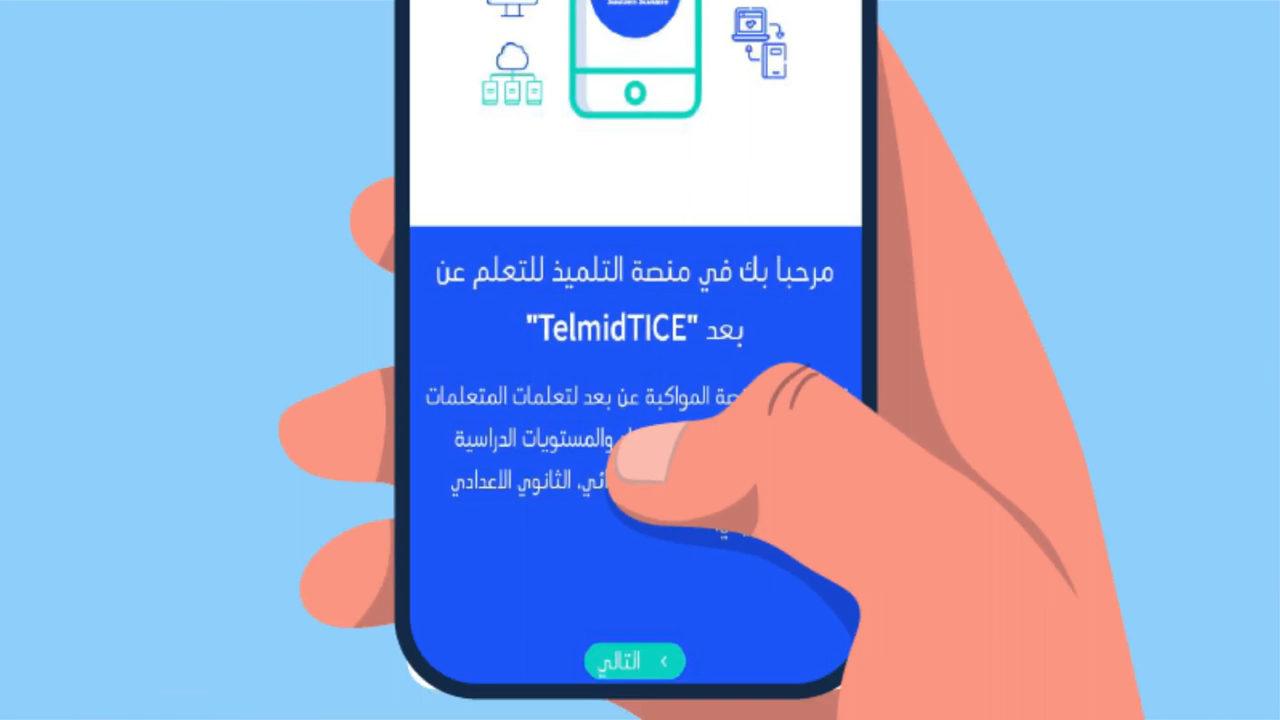 مرحبا بك في منصة التلميذ للتعلم عن
بعد "TelmidTICE"
المواكبة عن بعد لتعلمات المتعلمات
والمستويات الدراسية
الثانوي الاعدادي
التالي